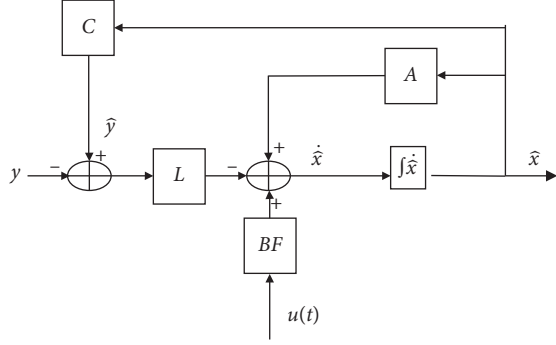 C
A
ŷ
+
−
+
y
L
−
+
x̂̇
∫x̂̇
x̂
+
BF
u(t)